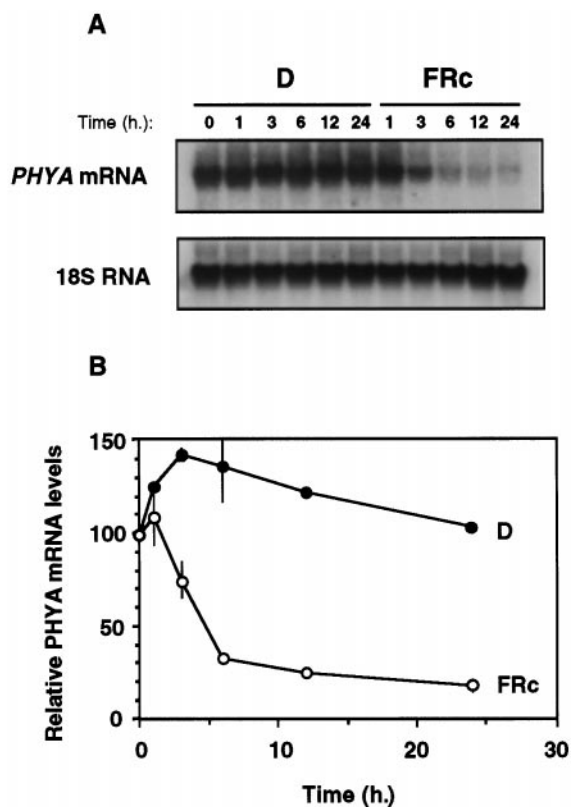 A
D FRc
Time (h.): 0 1 3 6 12 24 1 3 6 12 24
PHYA mRNA
18S RNA
B
150
100
50
0
Relative PHYA mRNA levels
D
FRc
0 10 20 30
Time (h.)